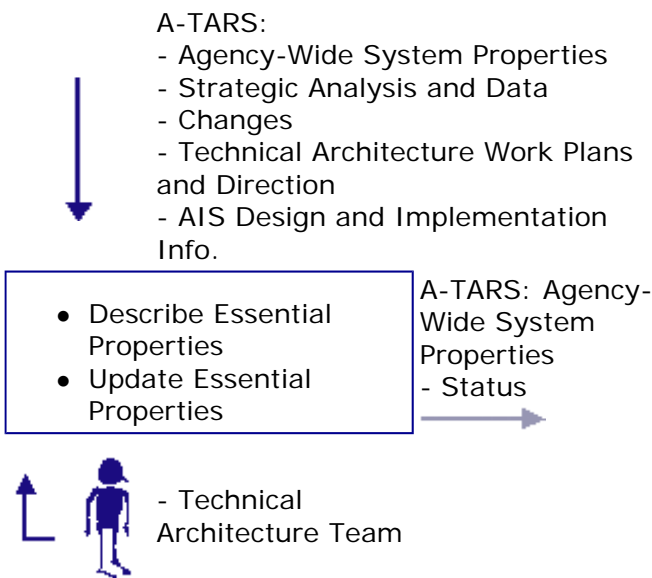 A-TARS:
- Agency-Wide System Properties
- Strategic Analysis and Data
- Changes
- Technical Architecture Work Plans
and Direction
- AIS Design and Implementation
Info.
● Describe Essential
Properties
● Update Essential
Properties
A-TARS: Agency-
Wide System
Properties
- Status
- Technical
Architecture Team